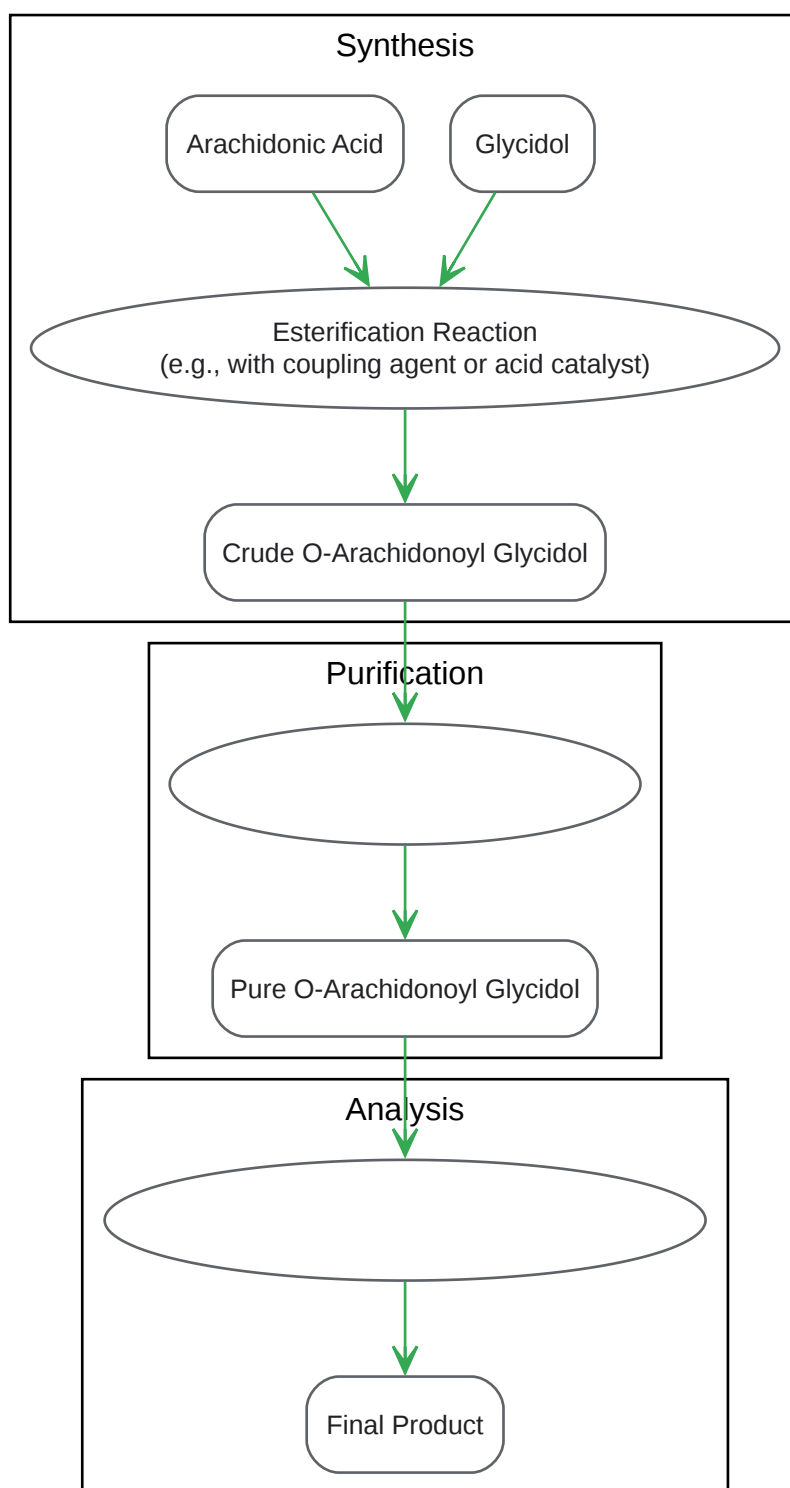 Synthesis
Arachidonic Acid
Glycidol
Esterification Reaction
(e.g., with coupling agent or acid catalyst)
Crude O-Arachidonoyl Glycidol
Purification
Pure O-Arachidonoyl Glycidol
Analysis
Final Product